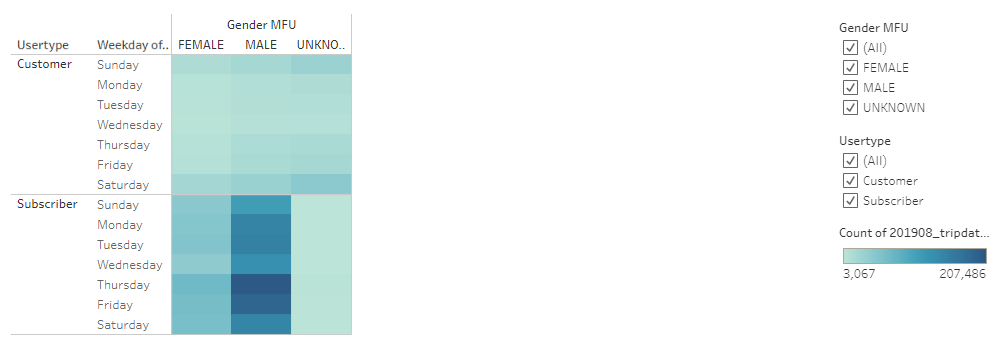 Gender MFU
Usertype Weekday of.. FEMALE MALE UNKNO..
Customer Sunday
Monday
Tuesday
Wednesday
Thursday
Friday
Saturday
Subscriber Sunday
Monday
Tuesday
Wednesday
Thursday
Friday
Saturday
Gender MFU
(All)
FEMALE
MALE
UNKNOWN
Usertype
(All)
Customer
Subscriber
Count of 201908_tripdat...
3,067 207,486